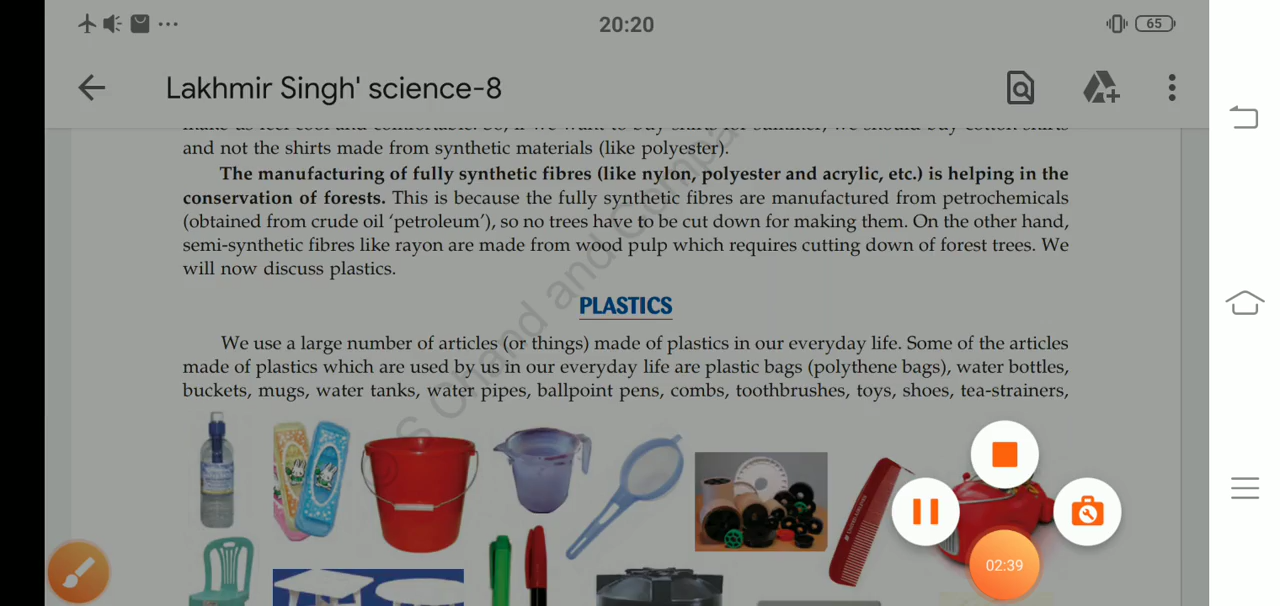 20:20
65
Lakhmir Singh' science-8
and not the shirts made from synthetic materials (like polyester).
The manufacturing of fully synthetic fibres (like nylon, polyester and acrylic, etc.) is helping in the
conservation of forests. This is because the fully synthetic fibres are manufactured from petrochemicals
(obtained from crude oil ‘petroleum’), so no trees have to be cut down for making them. On the other hand,
semi-synthetic fibres like rayon are made from wood pulp which requires cutting down of forest trees. We
will now discuss plastics.
PLASTICS
We use a large number of articles (or things) made of plastics in our everyday life. Some of the articles
made of plastics which are used by us in our everyday life are plastic bags (polythene bags), water bottles,
buckets, mugs, water tanks, water pipes, ballpoint pens, combs, toothbrushes, toys, shoes, tea-strainers,
S Chand and Compa
02:39